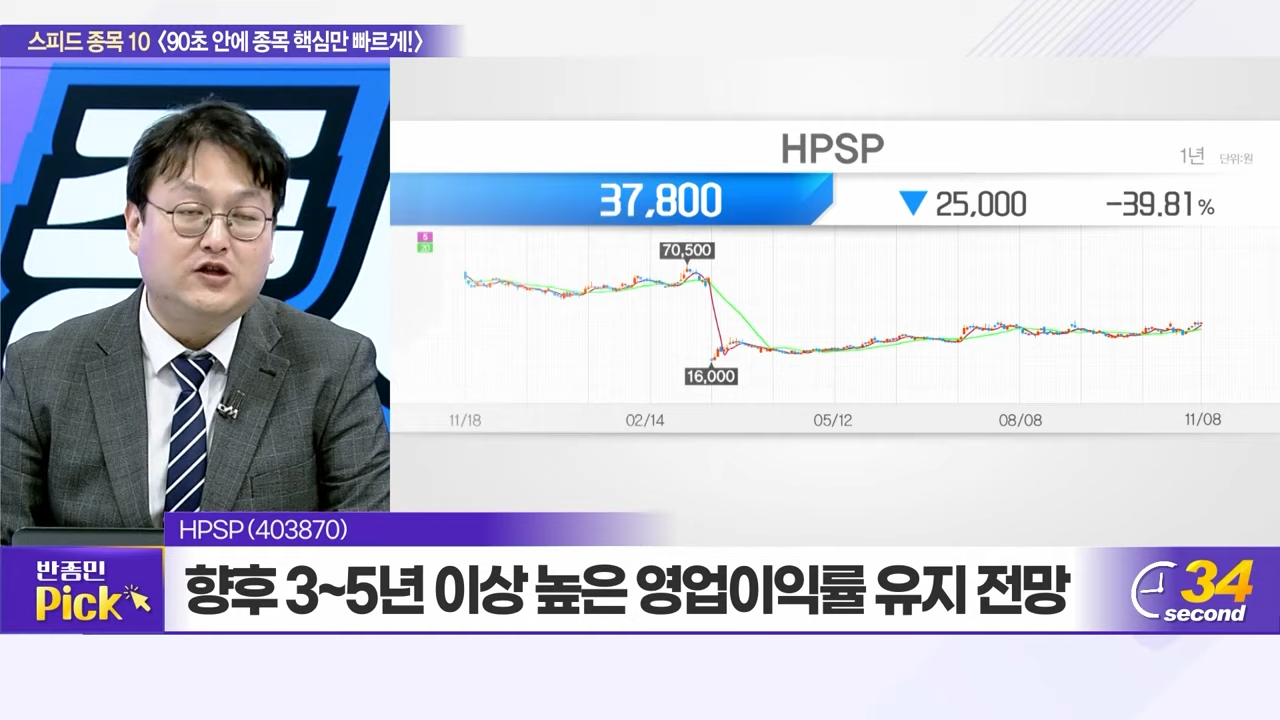 스피드 종목 10 〈90초 안에 종목 핵심만 빠르게!〉
HPSP
1년 단위:원
37,800 ▼ 25,000 -39.81%
5
20
70,500
16,000
11/18 02/14 05/12 08/08 11/08
HPSP(403870)
반종민
Pick
향후 3~5년 이상 높은 영업이익률 유지 전망
34
second